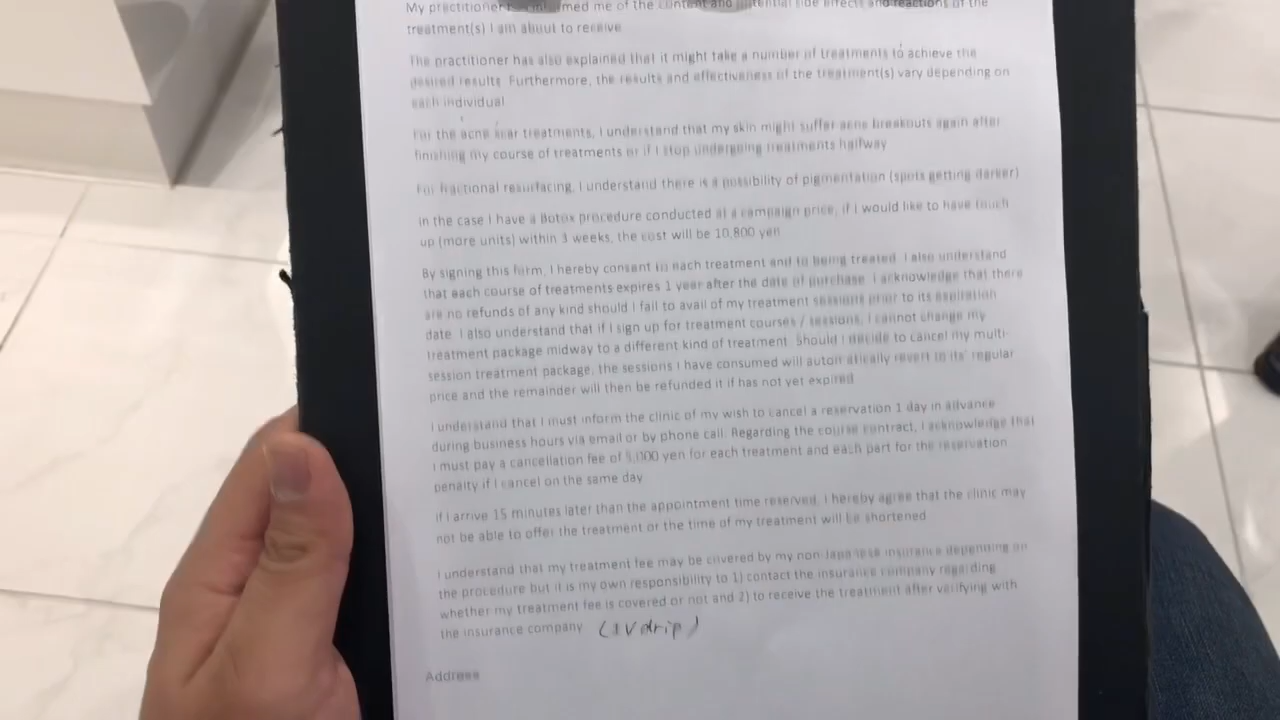 My practitioner informed me of the content and potential side effects and reactions of the
treatment(s) I am about to receive
The practitioner has also explained that it might take a number of treatments to achieve the
desired results. Furthermore, the results and effectiveness of the treatment(s) vary depending on
each individual
For the acne scar treatments, I understand that my skin might suffer acne breakouts again after
finishing my course of treatments or if I stop undergoing treatments halfway
For fractional resurfacing, I understand there is a possibility of pigmentation (spots getting darker)
In the case I have a Botox procedure conducted at a campaign price, if I would like to have touch
up (more units) within 3 weeks, the cost will be 10,800 yen
By signing this form, I hereby consent to each treatment and to being treated. I also understand
that each course of treatments expires 1 year after the date of purchase. I acknowledge that there
are no refunds of any kind should I fail to avail of my treatment sessions prior to its expiration
date. I also understand that if I sign up for treatment courses / sessions, I cannot change my
treatment package midway to a different kind of treatment. Should I decide to cancel my multi-
session treatment package, the sessions I have consumed will automatically revert to its' regular
price and the remainder will then be refunded it if has not yet expired
I understand that I must inform the clinic of my wish to cancel a reservation 1 day in advance
during business hours via email or by phone call. Regarding the course contract, I acknowledge that
I must pay a cancellation fee of yen for each treatment and each part for the reservation
penalty if I cancel on the same day
If I arrive 15 minutes later than the appointment time reserved, I hereby agree that the clinic may
not be able to offer the treatment or the time of my treatment will be shortened
I understand that my treatment fee may be covered by my non-Japanese insurance depending on
the procedure but it is my own responsibility to 1) contact the insurance company regarding
whether my treatment fee is covered or not and 2) to receive the treatment after verifying with
the insurance company (IV drip)
Address